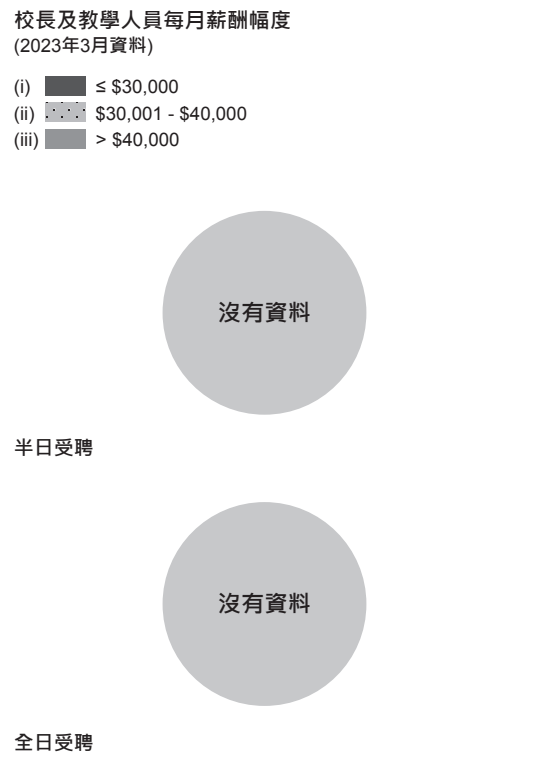 校長及教學人員每月薪酬幅度
(2023年3月資料)
(i) ≤ $30,000
(ii) $30,001 - $40,000
(iii) > $40,000
沒有資料
半日受聘
沒有資料
全日受聘